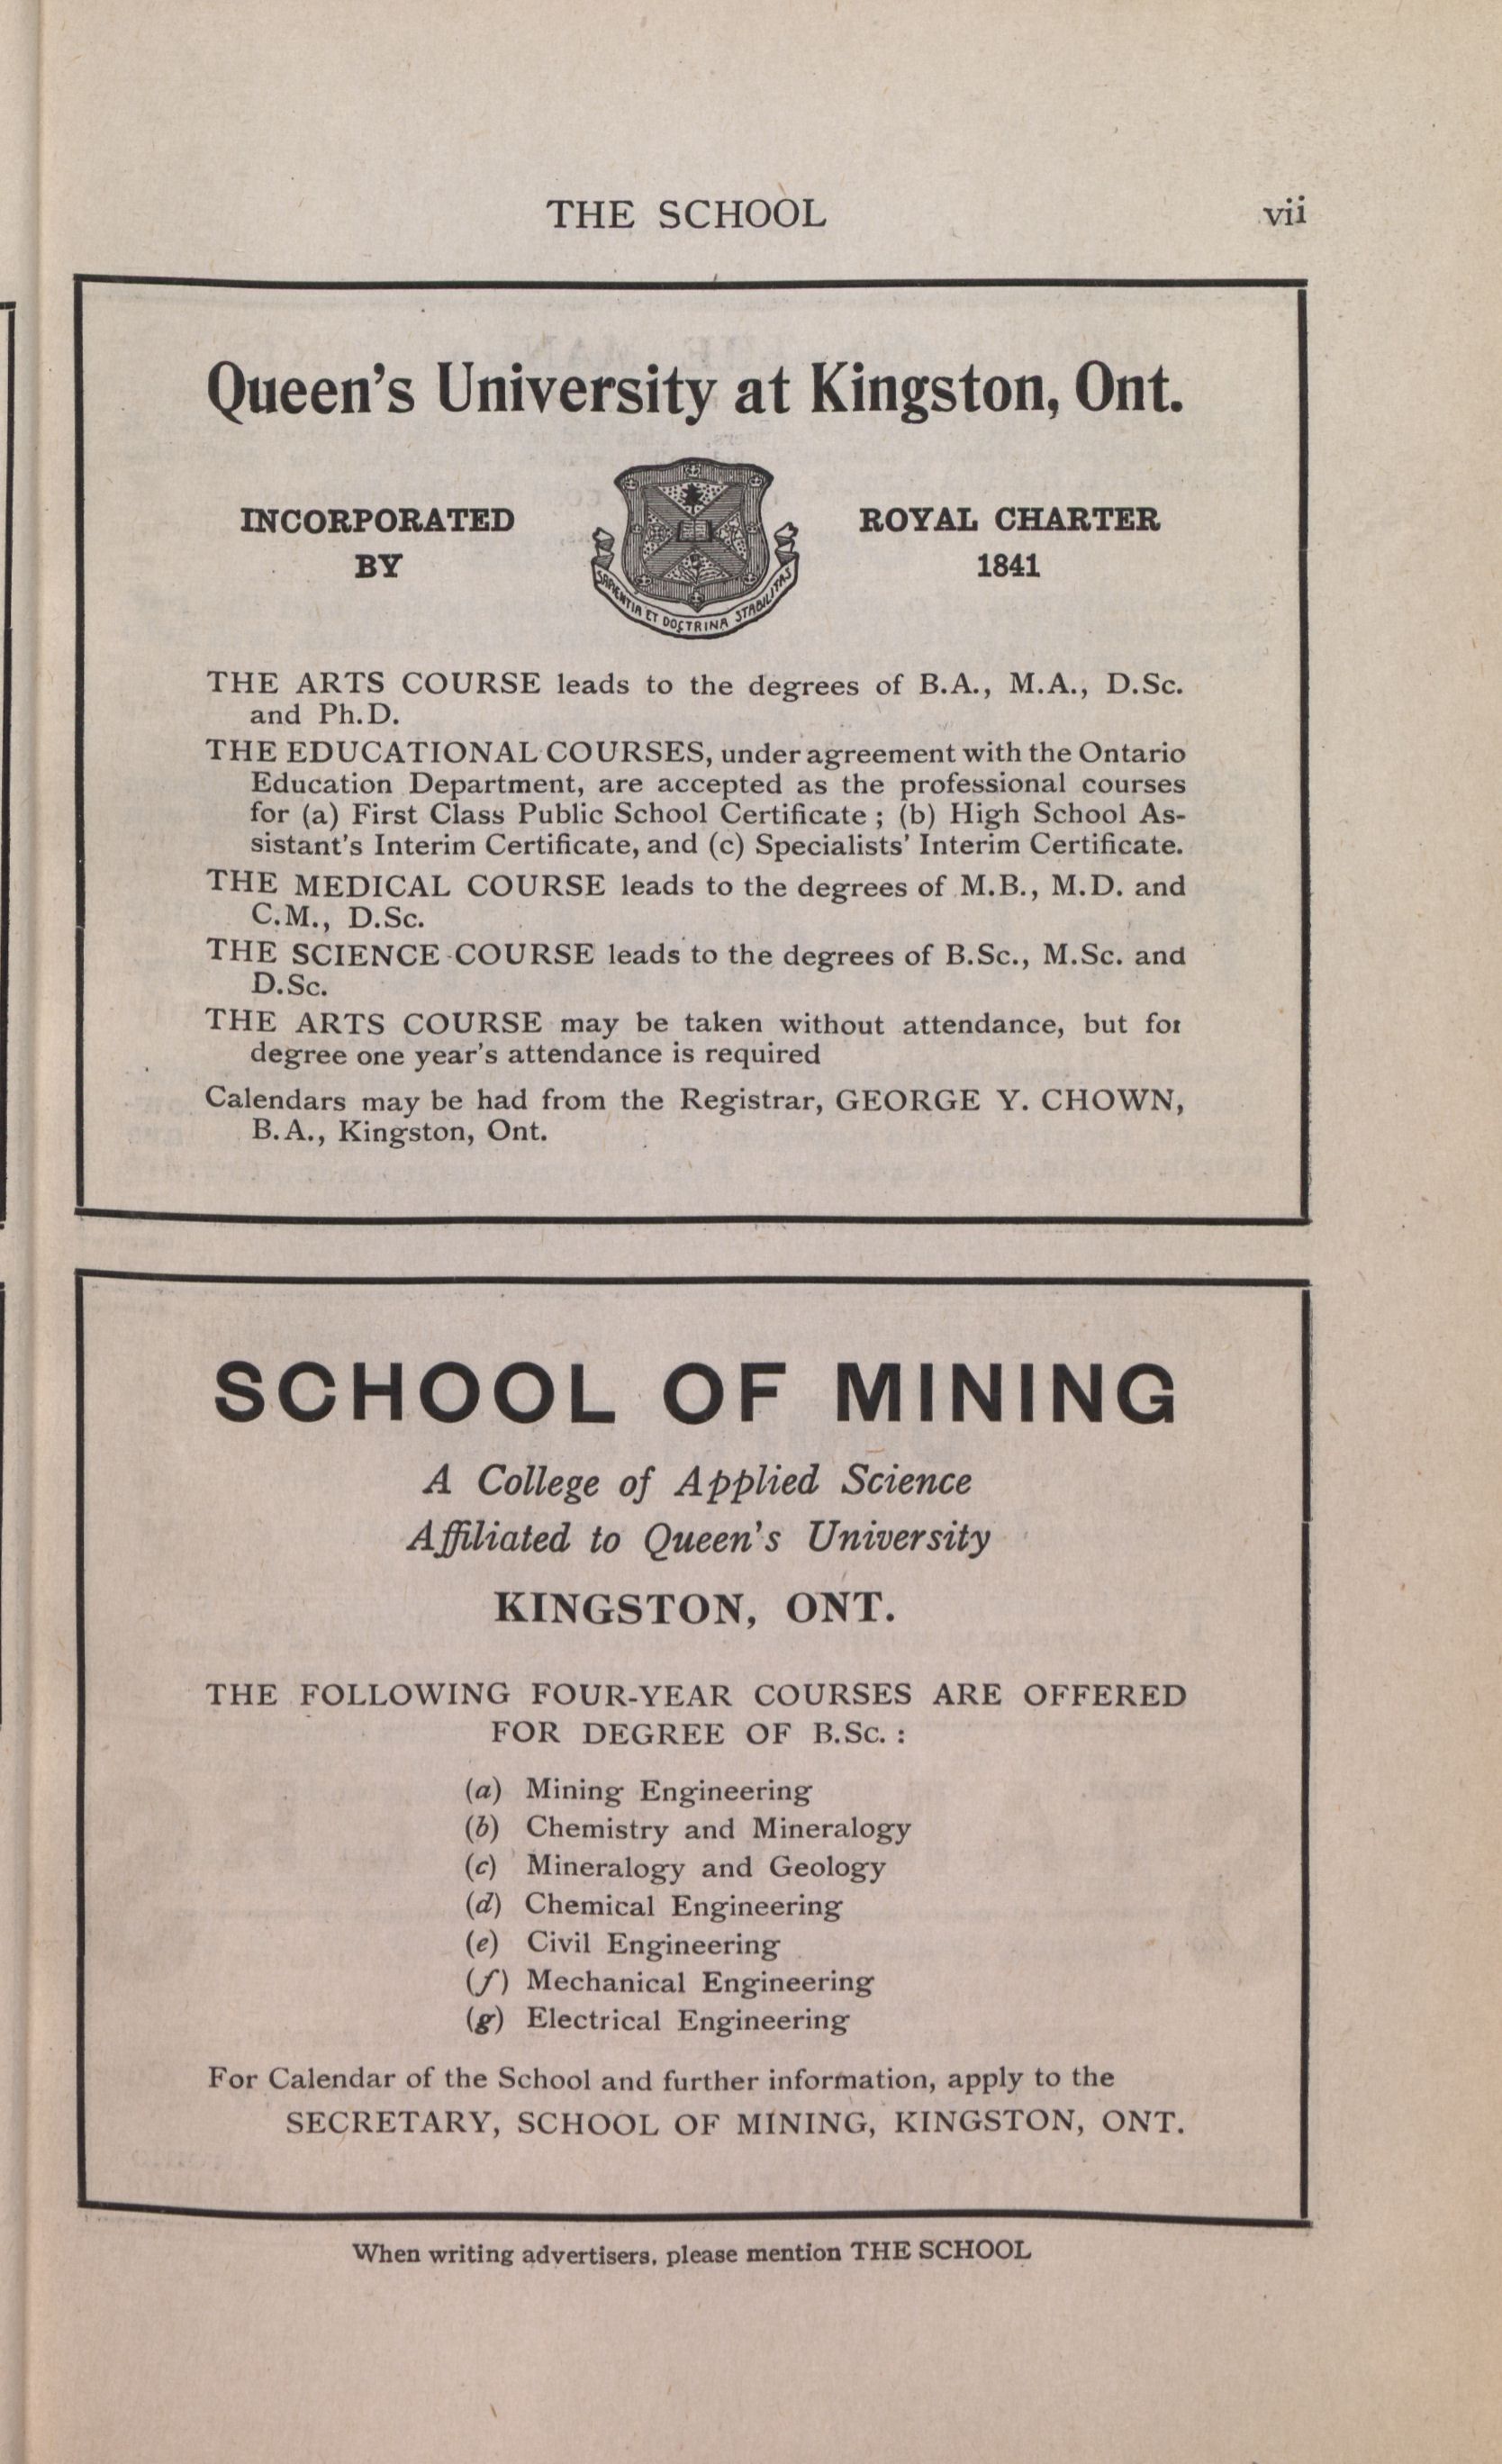 THE SCHOOL vii
Queen's University at Kingston, Ont.
INCORPORATED
BY
SAPIENTIA ET DOCTRINA STABILITAS
ROYAL CHARTER
1841
THE ARTS COURSE leads to the degrees of B.A., M.A., D.Sc.
and Ph.D.
THE EDUCATIONAL COURSES, under agreement with the Ontario
Education Department, are accepted as the professional courses
for (a) First Class Public School Certificate ; (b) High School As-
sistant's Interim Certificate, and (c) Specialists' Interim Certificate.
THE MEDICAL COURSE leads to the degrees of M.B., M.D. and
C.M., D.Sc.
THE SCIENCE COURSE leads to the degrees of B.Sc., M.Sc. and
D.Sc.
THE ARTS COURSE may be taken without attendance, but for
degree one year's attendance is required
Calendars may be had from the Registrar, GEORGE Y. CHOWN,
B.A., Kingston, Ont.
SCHOOL OF MINING
A College of Applied Science
Affiliated to Queen's University
KINGSTON, ONT.
THE FOLLOWING FOUR-YEAR COURSES ARE OFFERED
FOR DEGREE OF B.Sc. :
(a) Mining Engineering
(b) Chemistry and Mineralogy
(c) Mineralogy and Geology
(d) Chemical Engineering
(e) Civil Engineering
(f) Mechanical Engineering
(g) Electrical Engineering
For Calendar of the School and further information, apply to the
SECRETARY, SCHOOL OF MINING, KINGSTON, ONT.
When writing advertisers, please mention THE SCHOOL